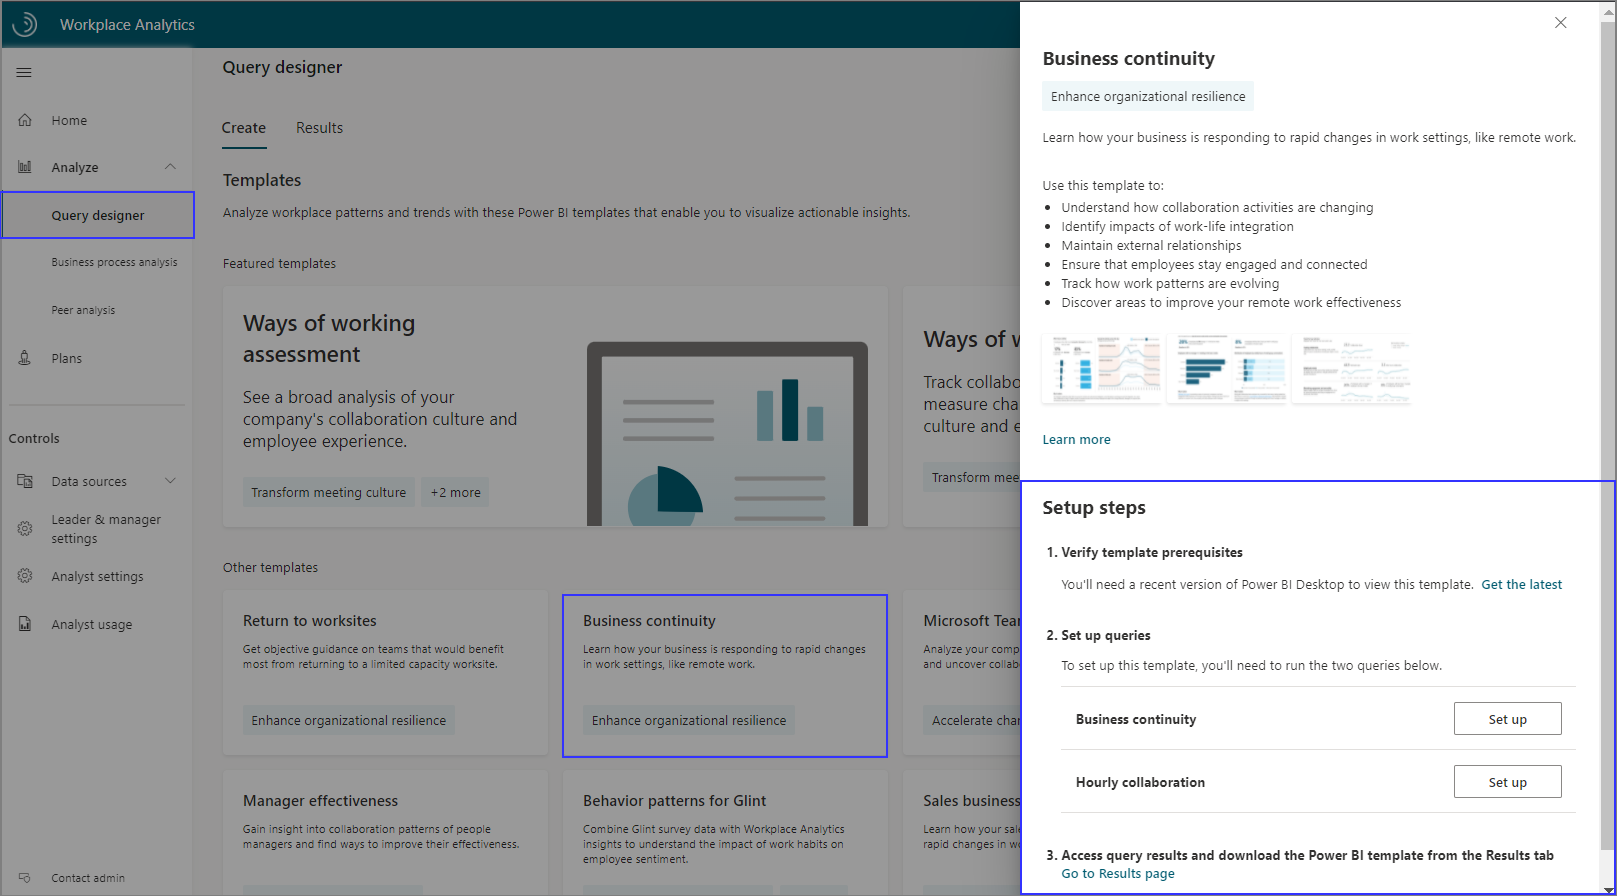 Workplace Analytics
Home
Analyze
Query designer
Business process analysis
Peer analysis
Plans
Controls
Data sources
Leader & manager
settings
Analyst settings
Analyst usage
Contact admin
Query designer
Create
Results
Templates
Analyze workplace patterns and trends with these Power BI templates that enable you to visualize actionable insights.
Featured templates
Ways of working
assessment
See a broad analysis of your
company's collaboration culture and
employee experience.
Transform meeting culture
+2 more
Ways of w
Track collabo
measure cha
culture and e
Transform mee
Other templates
Return to worksites
Get objective guidance on teams that would benefit
most from returning to a limited capacity worksite.
Enhance organizational resilience
Business continuity
Learn how your business is responding to rapid changes
in work settings, like remote work.
Enhance organizational resilience
Microsoft Tea
Analyze your comp
and uncover collab
Accelerate chan
Manager effectiveness
Gain insight into collaboration patterns of people
managers and find ways to improve their effectiveness.
Behavior patterns for Glint
Combine Glint survey data with Workplace Analytics
insights to understand the impact of work habits on
employee sentiment.
Sales business
Learn how your sale
rapid changes in wo
Business continuity
Enhance organizational resilience
Learn how your business is responding to rapid changes in work settings, like remote work.
Use this template to:
• Understand how collaboration activities are changing
• Identify impacts of work-life integration
• Maintain external relationships
• Ensure that employees stay engaged and connected
• Track how work patterns are evolving
• Discover areas to improve your remote work effectiveness
Learn more
Setup steps
1. Verify template prerequisites
You'll need a recent version of Power BI Desktop to view this template. Get the latest
2. Set up queries
To set up this template, you'll need to run the two queries below.
Business continuity
Set up
Hourly collaboration
Set up
3. Access query results and download the Power BI template from the Results tab
Go to Results page